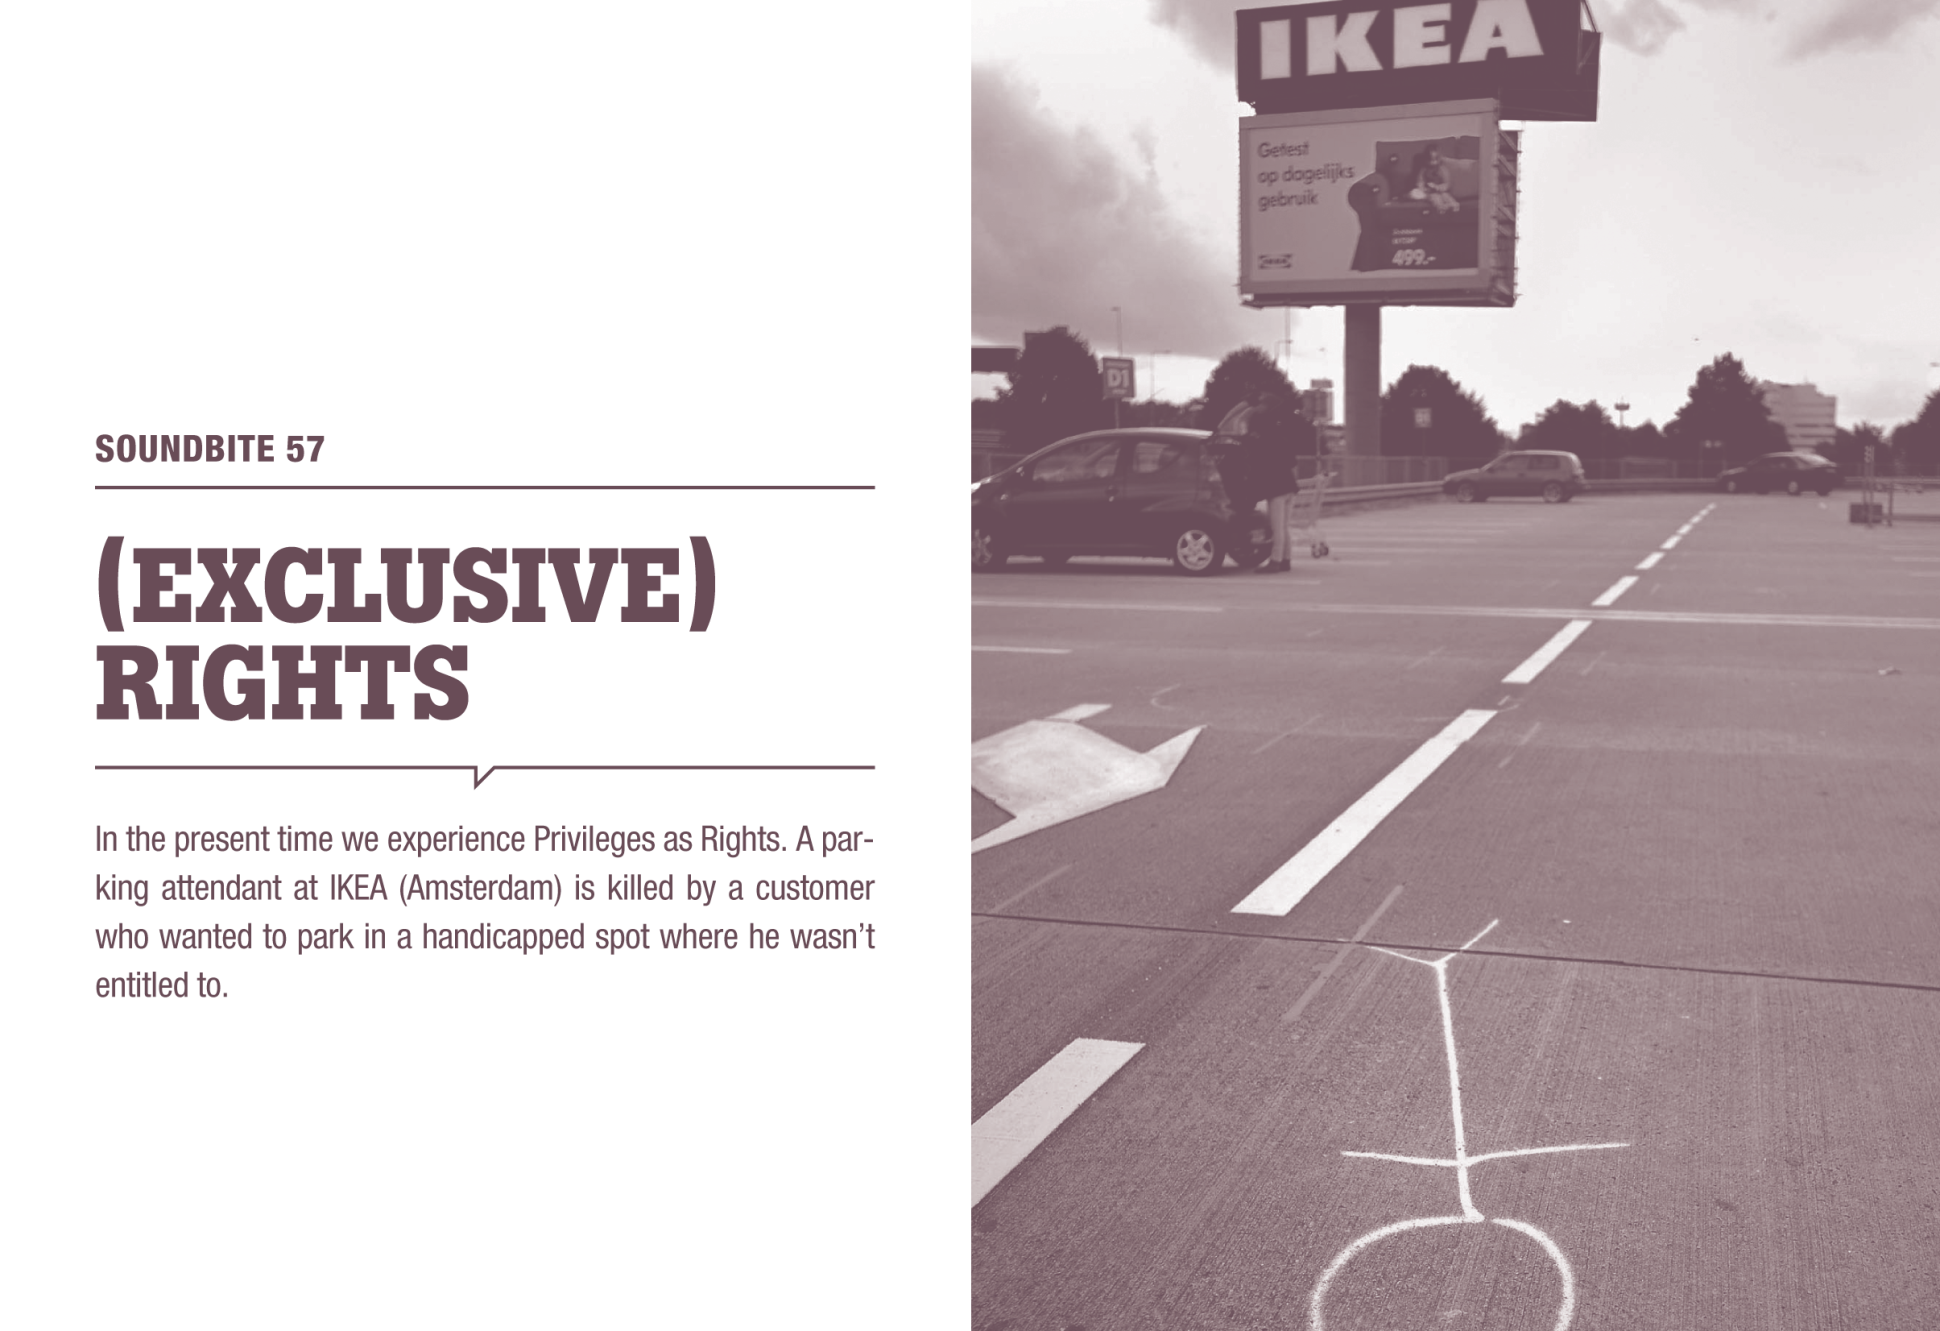 SOUNDBITE 57
(EXCLUSIVE)
RIGHTS
In the present time we experience Privileges as Rights. A par-
king attendant at IKEA (Amsterdam) is killed by a customer
who wanted to park in a handicapped spot where he wasn’t
entitled to.
IKEA
Getest
op dagelijks
gebruik
499.-
IKEA
D1